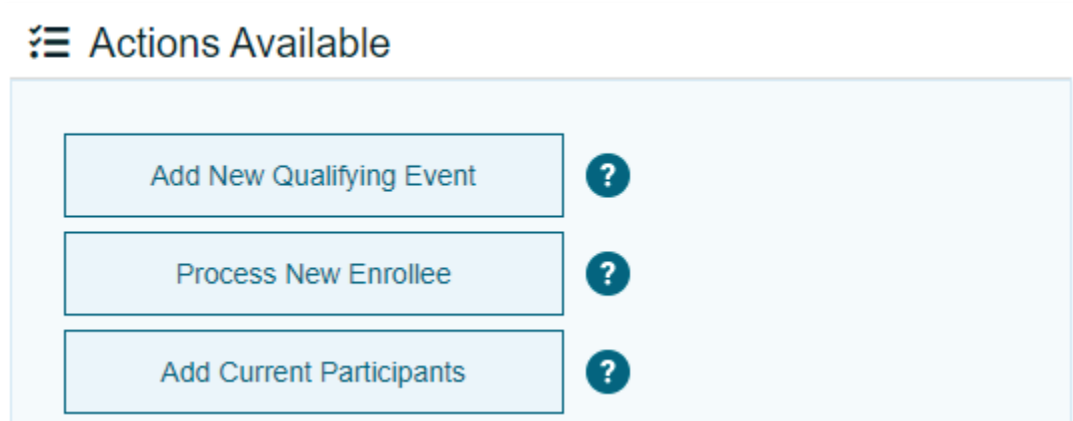 Actions Available
Add New Qualifying Event
?
Process New Enrollee
?
Add Current Participants
?